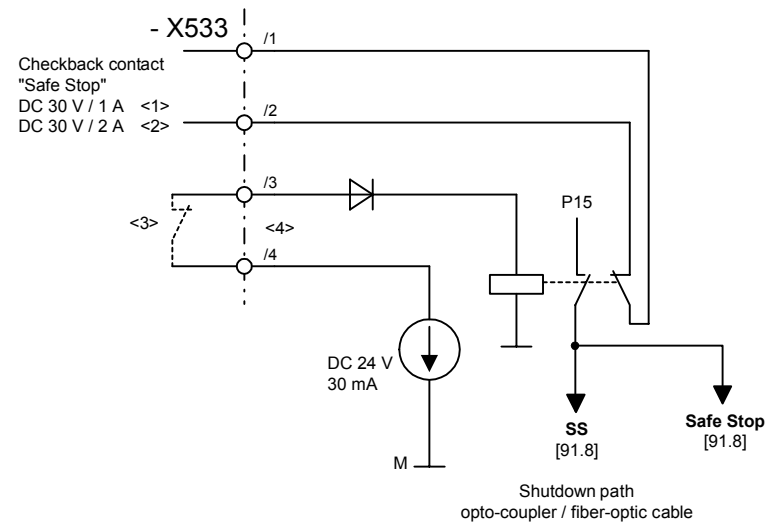 - X533
/1
Checkback contact
"Safe Stop"
DC 30 V / 1 A <1>
DC 30 V / 2 A <2>
/2
/3
<3>
<4>
/4
P15
DC 24 V
30 mA
M
SS
[91.8]
Safe Stop
[91.8]
Shutdown path
opto-coupler / fiber-optic cable